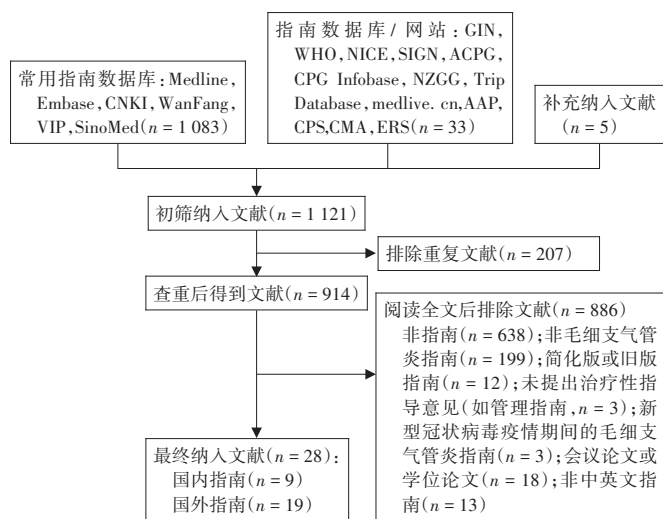 常用指南数据库：Medline，
Embase，CNKI，WanFang，
VIP，SinoMed(n = 1 083)
指南数据库/ 网站：GIN，
WHO，NICE，SIGN，ACPG，
CPG Infobase，NZGG，Trip
Database，medlive. cn，AAP，
CPS，CMA，ERS(n = 33)
补充纳入文献
(n = 5)
初筛纳入文献(n = 1 121)
排除重复文献(n = 207)
查重后得到文献(n = 914)
阅读全文后排除文献(n = 886)
非指南(n = 638)；非毛细支气管
炎指南(n = 199)；简化版或旧版
指南(n = 12)；未提出治疗性指
导意见(如管理指南，n = 3)；新
型冠状病毒疫情期间的毛细支
气管炎指南(n = 3)；会议论文或
学位论文(n = 18)；非中英文指
南(n = 13)
最终纳入文献(n = 28)：
国内指南(n = 9)
国外指南(n = 19)